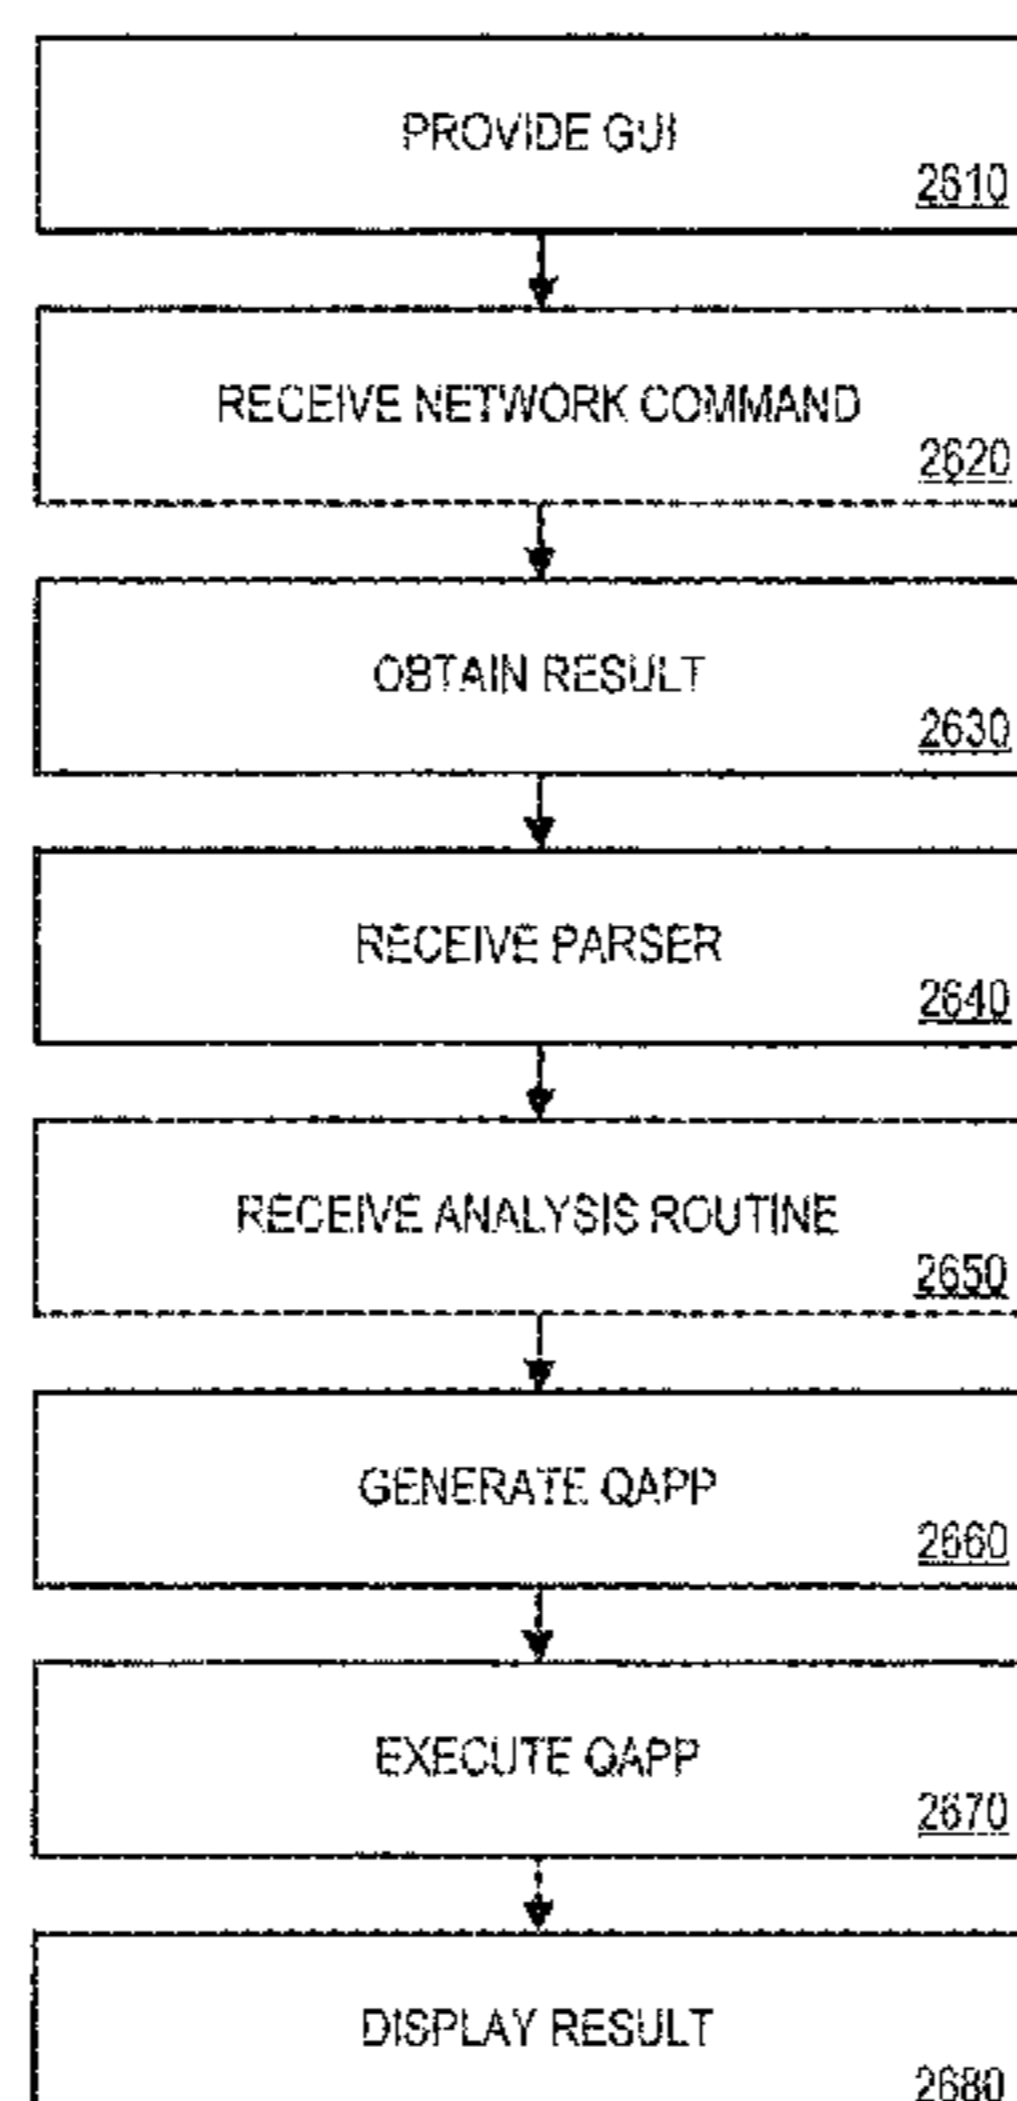 PROVIDE GUI
2610
RECEIVE NETWORK COMMAND
2620
OBTAIN RESULT
2630
RECEIVE PARSER
2640
RECEIVE ANALYSIS ROUTINE
2650
GENERATE QAPP
2660
EXECUTE QAPP
2670
DISPLAY RESULT
2680